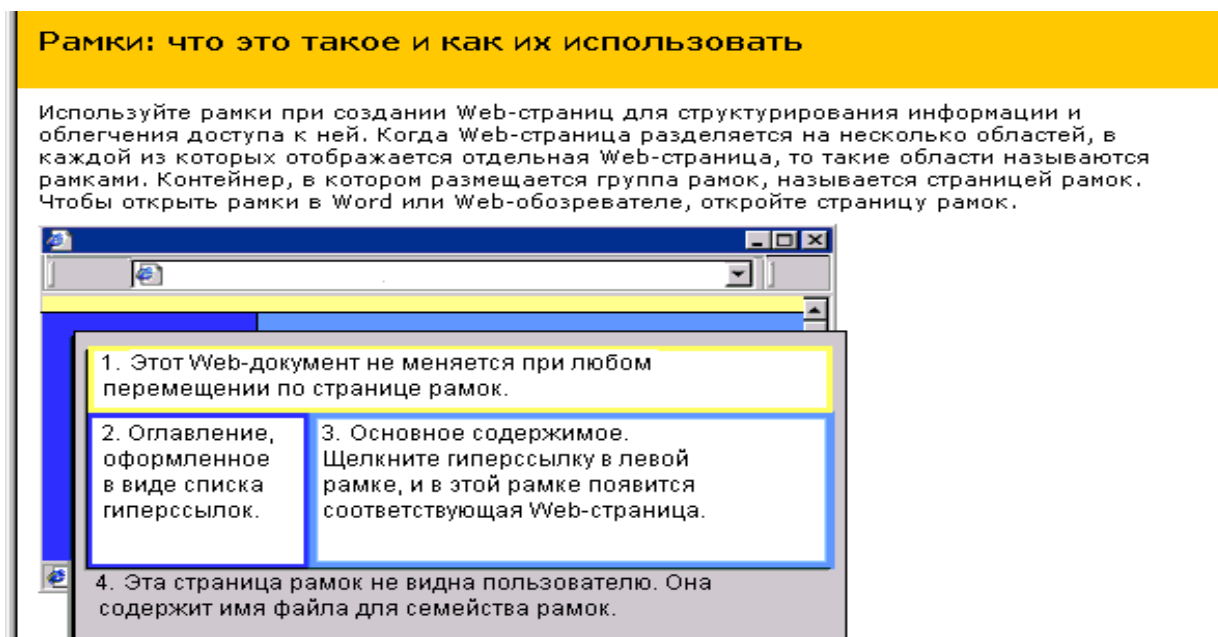 Рамки: что это такое и как их использовать
Используйте рамки при создании Web-страниц для структурирования информации и
облегчения доступа к ней. Когда Web-страница разделяется на несколько областей, в
каждой из которых отображается отдельная Web-страница, то такие области называются
рамками. Контейнер, в котором размещается группа рамок, называется страницей рамок.
Чтобы открыть рамки в Word или Web-обозревателе, откройте страницу рамок.
1. Этот Web-документ не меняется при любом
перемещении по странице рамок.
2. Оглавление,
оформленное
в виде списка
гиперссылок.
3. Основное содержимое.
Щелкните гиперссылку в левой
рамке, и в этой рамке появится
соответствующая Web-страница.
4. Эта страница рамок не видна пользователю. Она
содержит имя файла для семейства рамок.